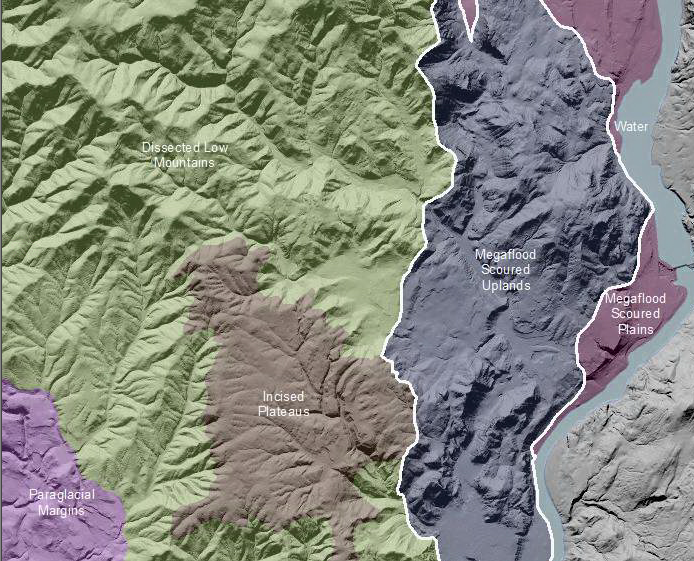 Water
Dissected Low
Mountains
Megaflood
Scoured
Uplands
Megaflood
Scoured
Plains
Incised
Plateaus
Paraglacial
Margins